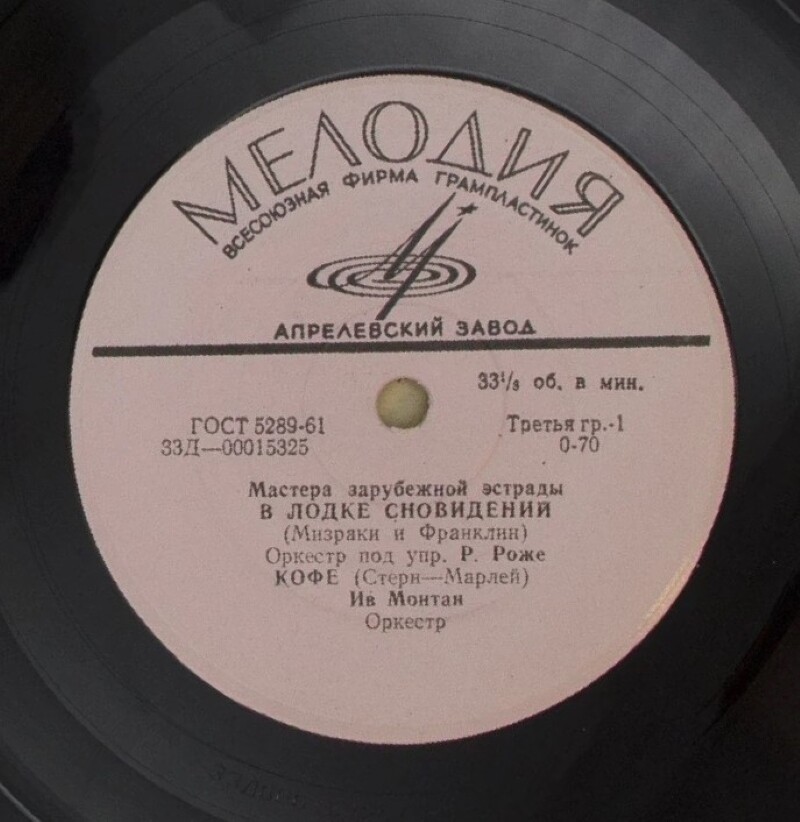 МЕЛОДИЯ
ВСЕСОЮЗНАЯ ФИРМА ГРАМПЛАСТИНОК
АПРЕЛЕВСКИЙ ЗАВОД
33⅓ об. в мин.
ГОСТ 5289-61
Третья гр.-1
33Д—00015325
0-70
Мастера зарубежной эстрады
В ЛОДКЕ СНОВИДЕНИЙ
(Мизраки и Франклин)
Оркестр под упр. Р. Роже
КОФЕ (Стерн—Марлей)
Ив Монтан
Оркестр